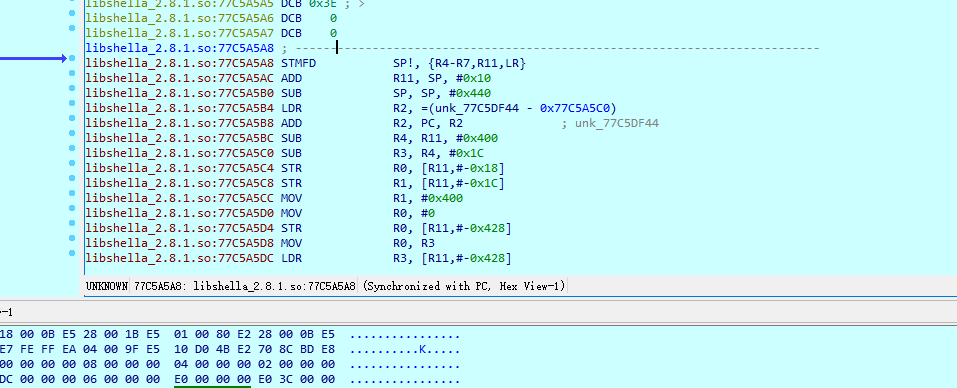 libshella_2.8.1.so:77C5A5A5 DCB 0x3E ; >
libshella_2.8.1.so:77C5A5A6 DCB    0
libshella_2.8.1.so:77C5A5A7 DCB    0
libshella_2.8.1.so:77C5A5A8 ; ---------------------------------------------------------------------------
libshella_2.8.1.so:77C5A5A8 STMFD           SP!, {R4-R7,R11,LR}
libshella_2.8.1.so:77C5A5AC ADD             R11, SP, #0x10
libshella_2.8.1.so:77C5A5B0 SUB             SP, SP, #0x440
libshella_2.8.1.so:77C5A5B4 LDR             R2, =(unk_77C5DF44 - 0x77C5A5C0)
libshella_2.8.1.so:77C5A5B8 ADD             R2, PC, R2              ; unk_77C5DF44
libshella_2.8.1.so:77C5A5BC SUB             R4, R11, #0x400
libshella_2.8.1.so:77C5A5C0 SUB             R3, R4, #0x1C
libshella_2.8.1.so:77C5A5C4 STR             R0, [R11,#-0x18]
libshella_2.8.1.so:77C5A5C8 STR             R1, [R11,#-0x1C]
libshella_2.8.1.so:77C5A5CC MOV             R1, #0x400
libshella_2.8.1.so:77C5A5D0 MOV             R0, #0
libshella_2.8.1.so:77C5A5D4 STR             R0, [R11,#-0x428]
libshella_2.8.1.so:77C5A5D8 MOV             R0, R3
libshella_2.8.1.so:77C5A5DC LDR             R3, [R11,#-0x428]
UNKNOWN 77C5A5A8: libshella_2.8.1.so:77C5A5A8 (Synchronized with PC, Hex View-1)
-1
18 00 0B E5 28 00 1B E5  01 00 80 E2 28 00 0B E5  ................
E7 FE FF EA 04 00 9F E5  10 D0 4B E2 70 8C BD E8  ..........K.....
00 00 00 00 08 00 00 00  04 00 00 00 02 00 00 00  ................
DC 00 00 00 06 00 00 00  E0 00 00 00 E0 3C 00 00  ................